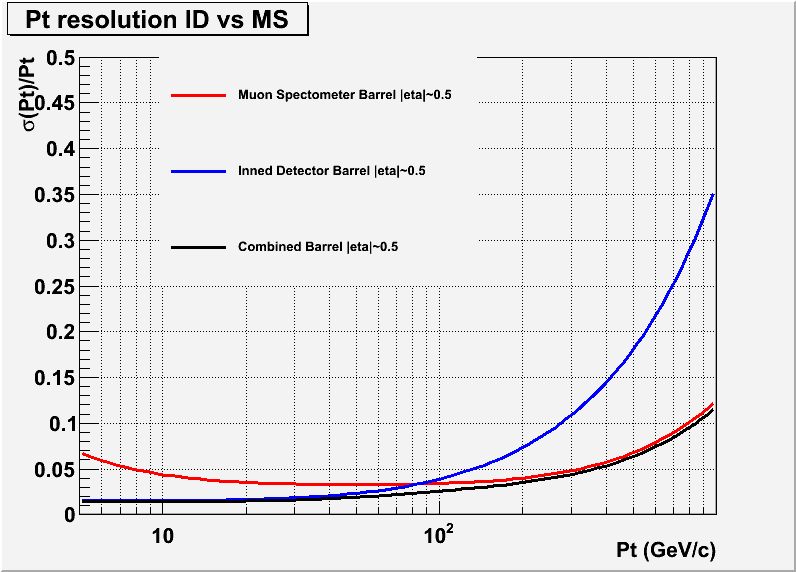 Pt resolution ID vs MS
σ(Pt)/Pt
0.5
0.45
0.4
0.35
0.3
0.25
0.2
0.15
0.1
0.05
0
Muon Spectometer Barrel |eta|~0.5
Inned Detector Barrel |eta|~0.5
Combined Barrel |eta|~0.5
10
10²
Pt (GeV/c)